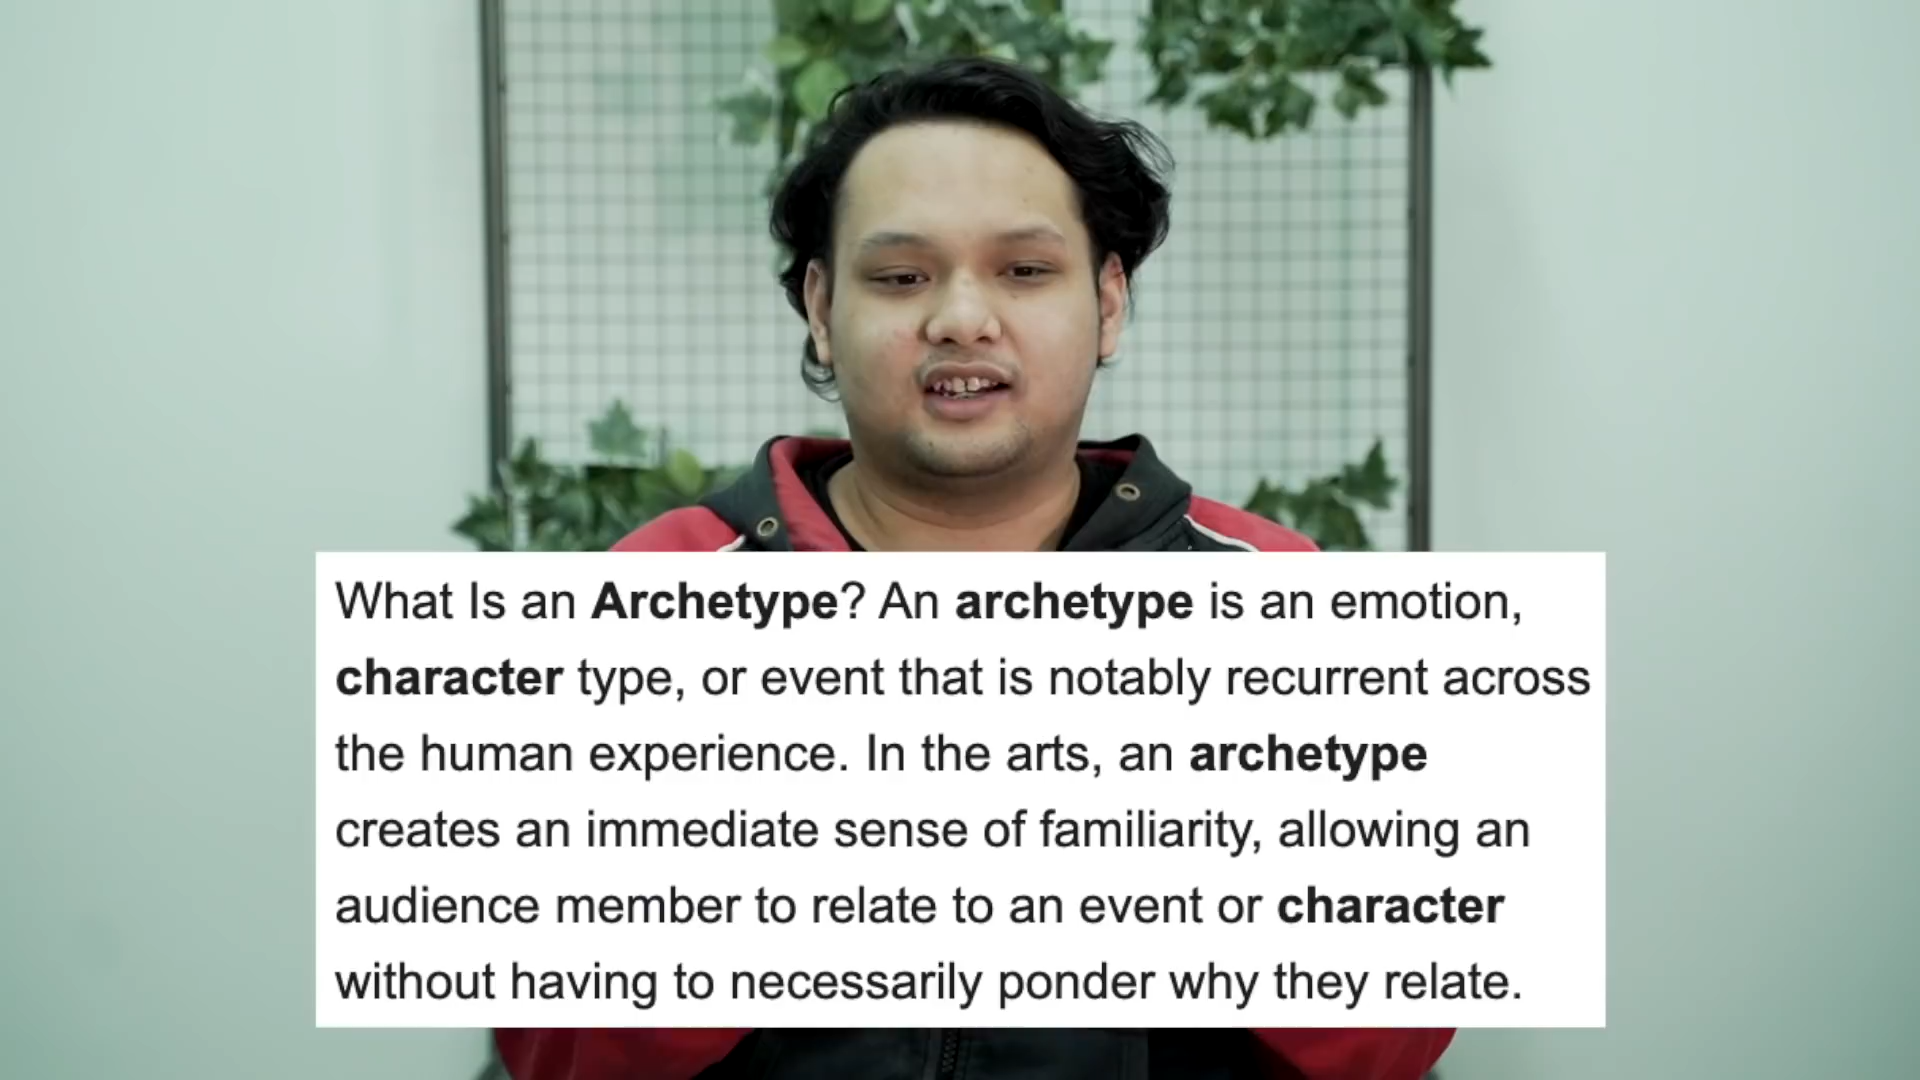 What Is an Archetype? An archetype is an emotion,
character type, or event that is notably recurrent across
the human experience. In the arts, an archetype
creates an immediate sense of familiarity, allowing an
audience member to relate to an event or character
without having to necessarily ponder why they relate.